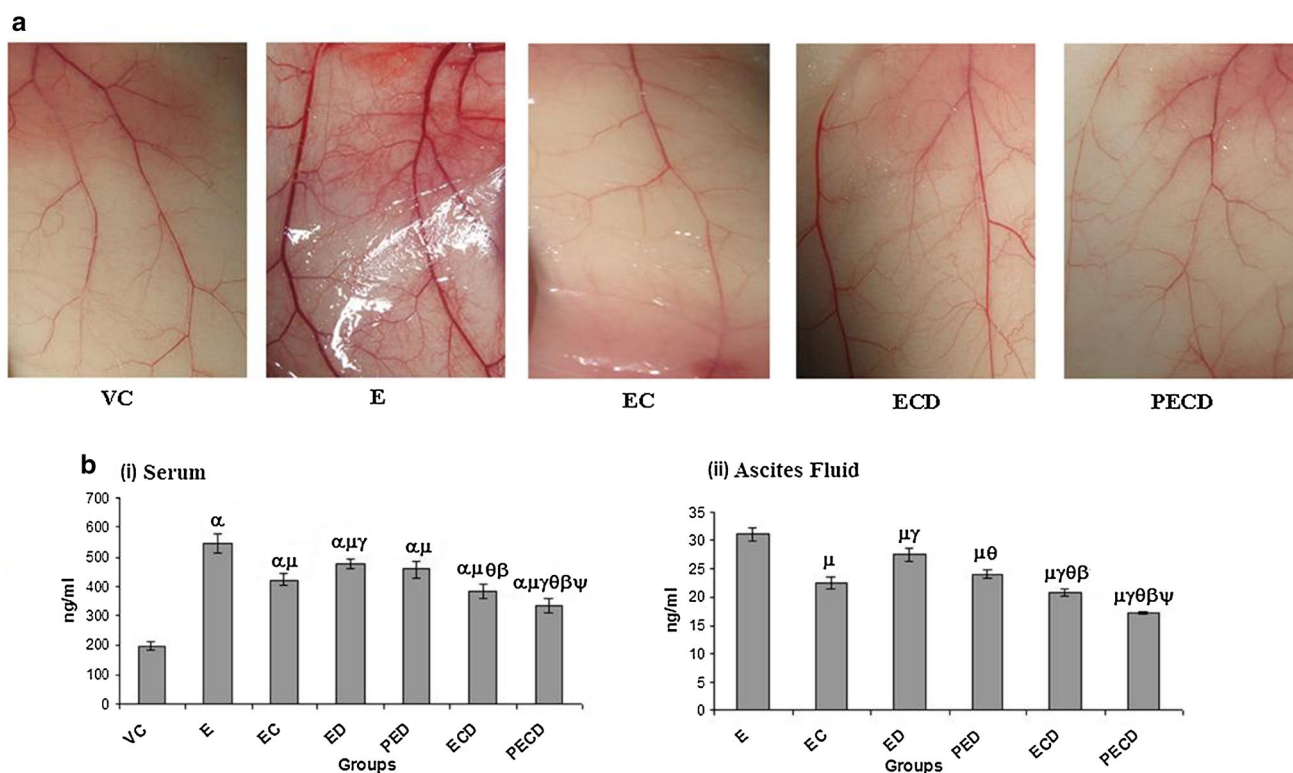 a
VC
E
EC
ECD
PECD
b (i) Serum
700
600
500
400
300
200
100
0
ng/ml
α
αμ
αμγ
αμ
αμθβ
αμγθβψ
VC
E
EC
ED
PED
ECD
PECD
Groups
(ii) Ascites Fluid
35
30
25
20
15
10
5
0
ng/ml
μ
μγ
μθ
μγθβ
μγθβψ
E
EC
ED
PED
ECD
PECD
Groups